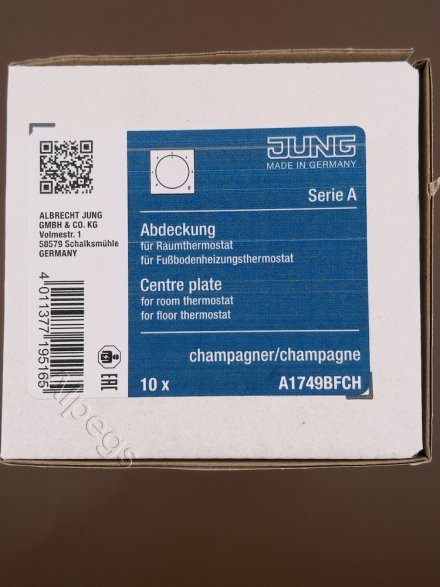 JUNG
MADE IN GERMANY
Serie A
ALBRECHT JUNG
GMBH & CO. KG
Volmestr. 1
58579 Schalksmühle
GERMANY
Abdeckung
für Raumthermostat
für Fußbodenheizungsthermostat
Centre plate
for room thermostat
for floor thermostat
champagner/champagne
10 x A1749BFCH
4 011377 195165
EAC